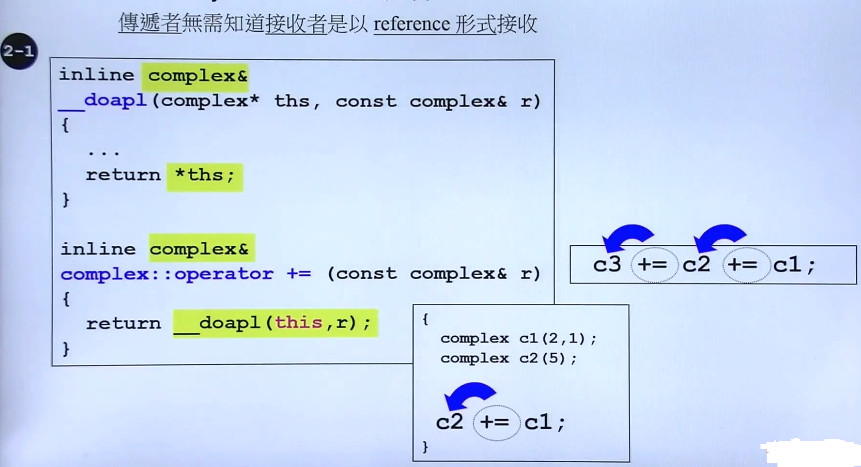 傳遞者無需知道接收者是以 reference 形式接收
2-1
inline complex&
__doapl(complex* ths, const complex& r)
{
...
return *ths;
}
inline complex&
complex::operator += (const complex& r)
{
return __doapl(this,r);
}
c3 += c2 += c1;
{
complex c1(2,1);
complex c2(5);
c2 += c1;
}